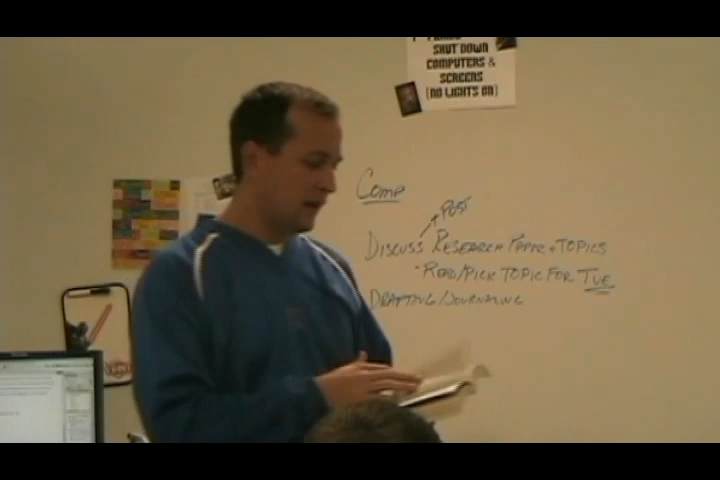 SHUT DOWN
COMPUTERS &
SCREENS
(NO LIGHTS ON)
COMP
POST
DISCUSS RESEARCH PAPER + TOPICS
• READ/PICK TOPIC FOR TUE
DRAFTING/JOURNALING